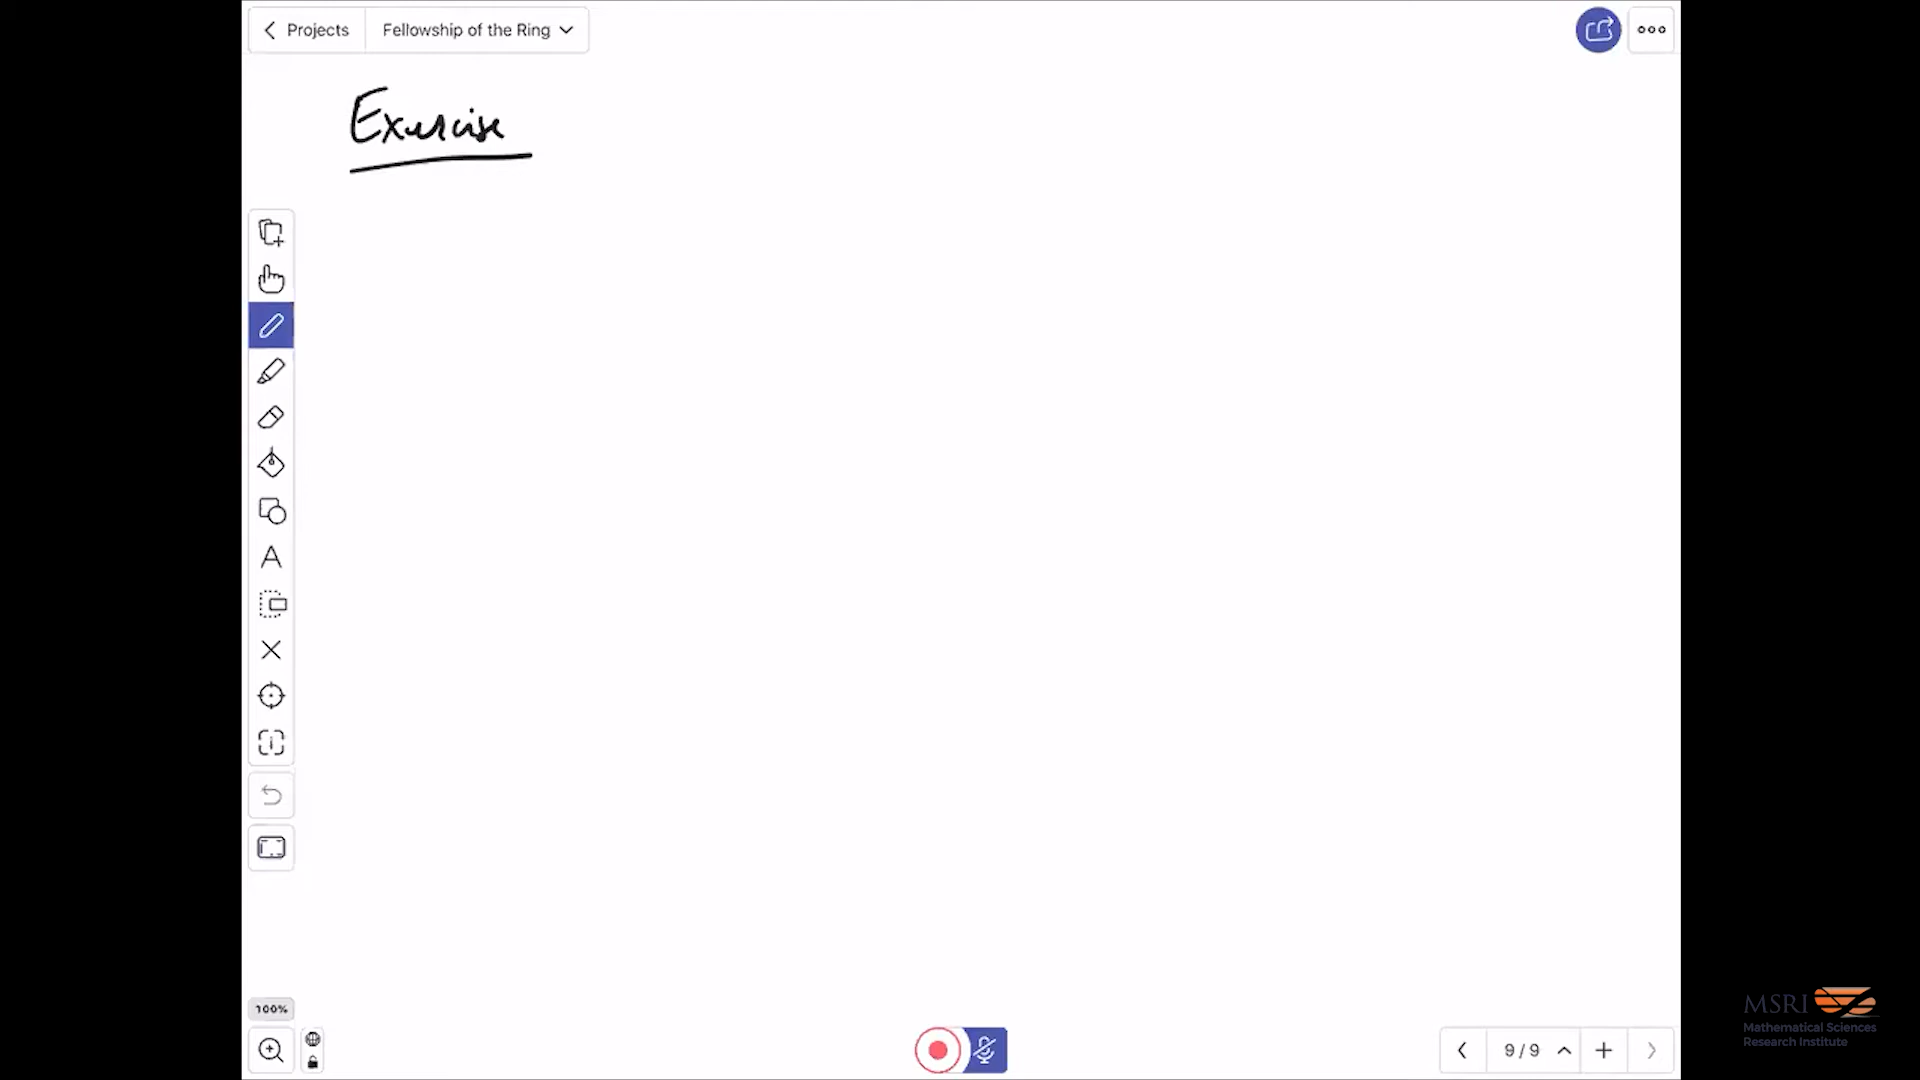 Projects
Fellowship of the Ring
Exercise
A
100%
9/9
MSRI
Mathematical Sciences
Research Institute